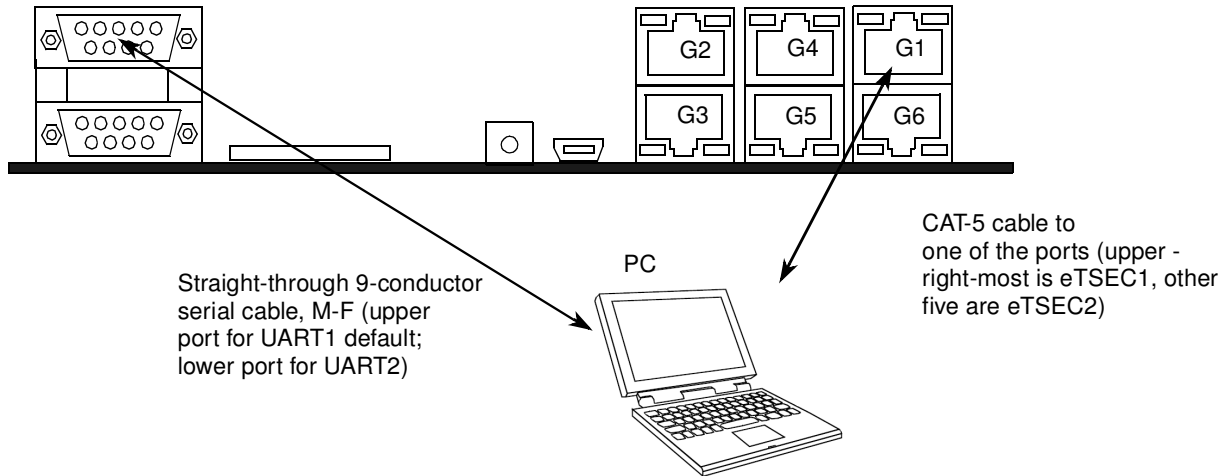 G2 G4 G1
G3 G5 G6
CAT-5 cable to
one of the ports (upper -
right-most is eTSEC1, other
five are eTSEC2)
PC
Straight-through 9-conductor
serial cable, M-F (upper
port for UART1 default;
lower port for UART2)